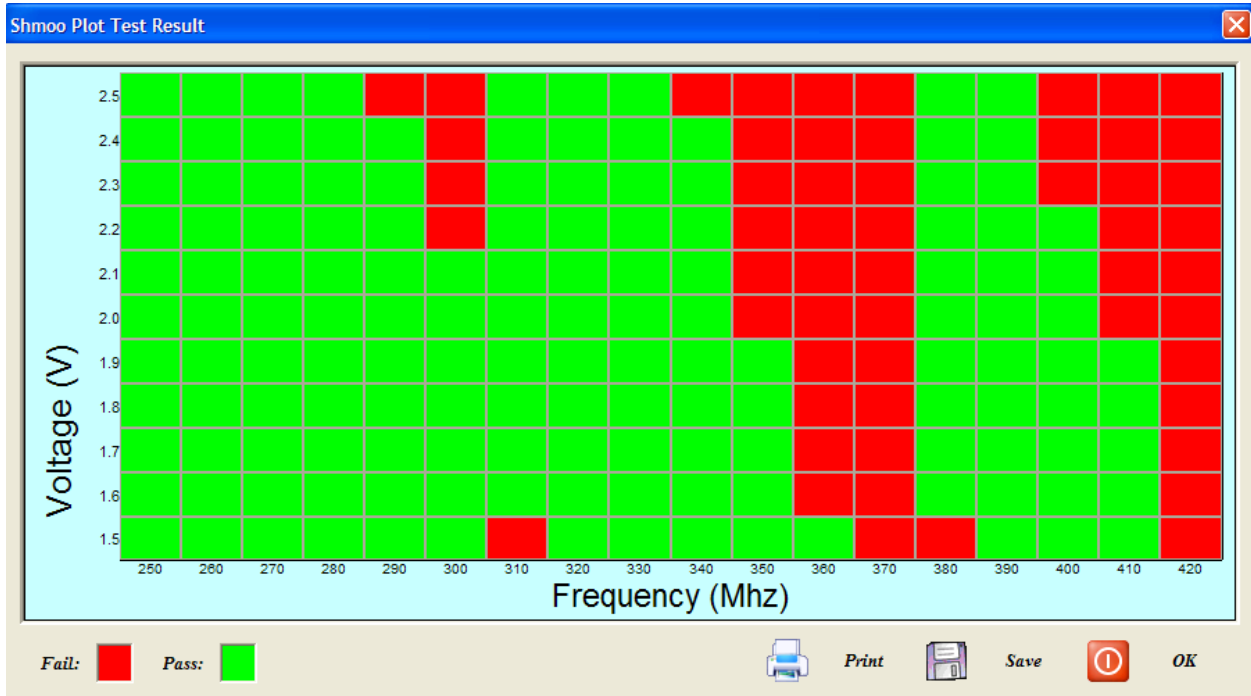 Shmoo Plot Test Result
2.5
2.4
2.3
2.2
2.1
2.0
1.9
1.8
1.7
1.6
1.5
Voltage (V)
250 260 270 280 290 300 310 320 330 340 350 360 370 380 390 400 410 420
Frequency (Mhz)
Fail: Pass: Print Save OK